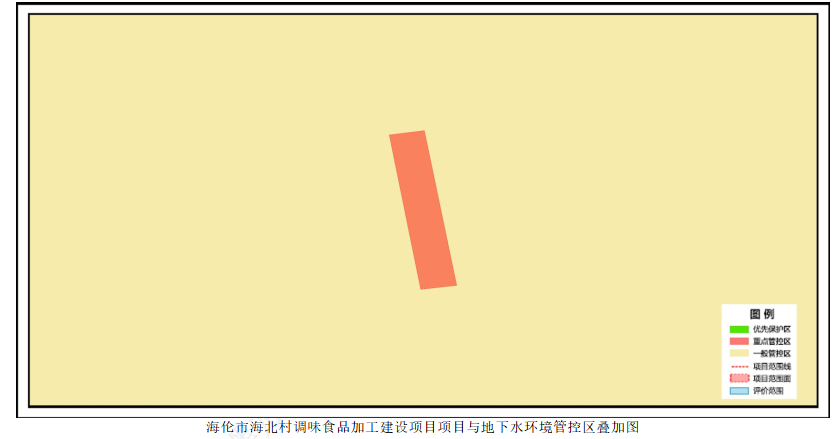 图 例
优先保护区
重点管控区
一般管控区
项目范围线
项目范围面
评价范围
海伦市海北村调味食品加工建设项目项目与地下水环境管控区叠加图